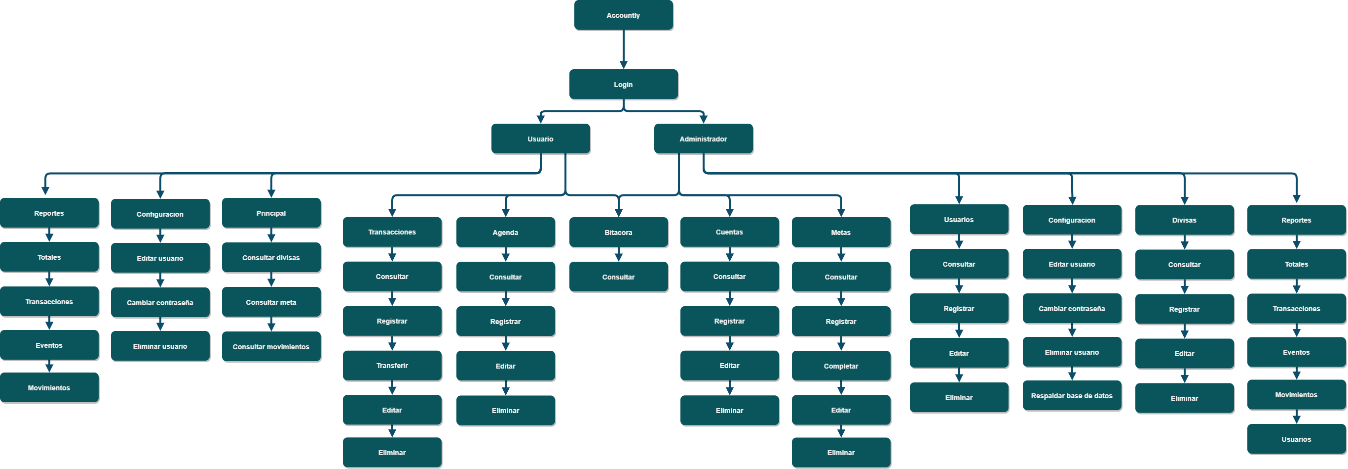 Accountly
Login
Usuario
Administrador
Reportes
Totales
Transacciones
Eventos
Movimientos
Configuracion
Editar usuario
Cambiar contraseña
Eliminar usuario
Principal
Consultar divisas
Consultar meta
Consultar movimientos
Transacciones
Consultar
Registrar
Transferir
Editar
Eliminar
Agenda
Consultar
Registrar
Editar
Eliminar
Bitacora
Consultar
Cuentas
Consultar
Registrar
Editar
Eliminar
Metas
Consultar
Registrar
Completar
Editar
Eliminar
Usuarios
Consultar
Registrar
Editar
Eliminar
Configuracion
Editar usuario
Cambiar contraseña
Eliminar usuario
Respaldar base de datos
Divisas
Consultar
Registrar
Editar
Eliminar
Reportes
Totales
Transacciones
Eventos
Movimientos
Usuarios